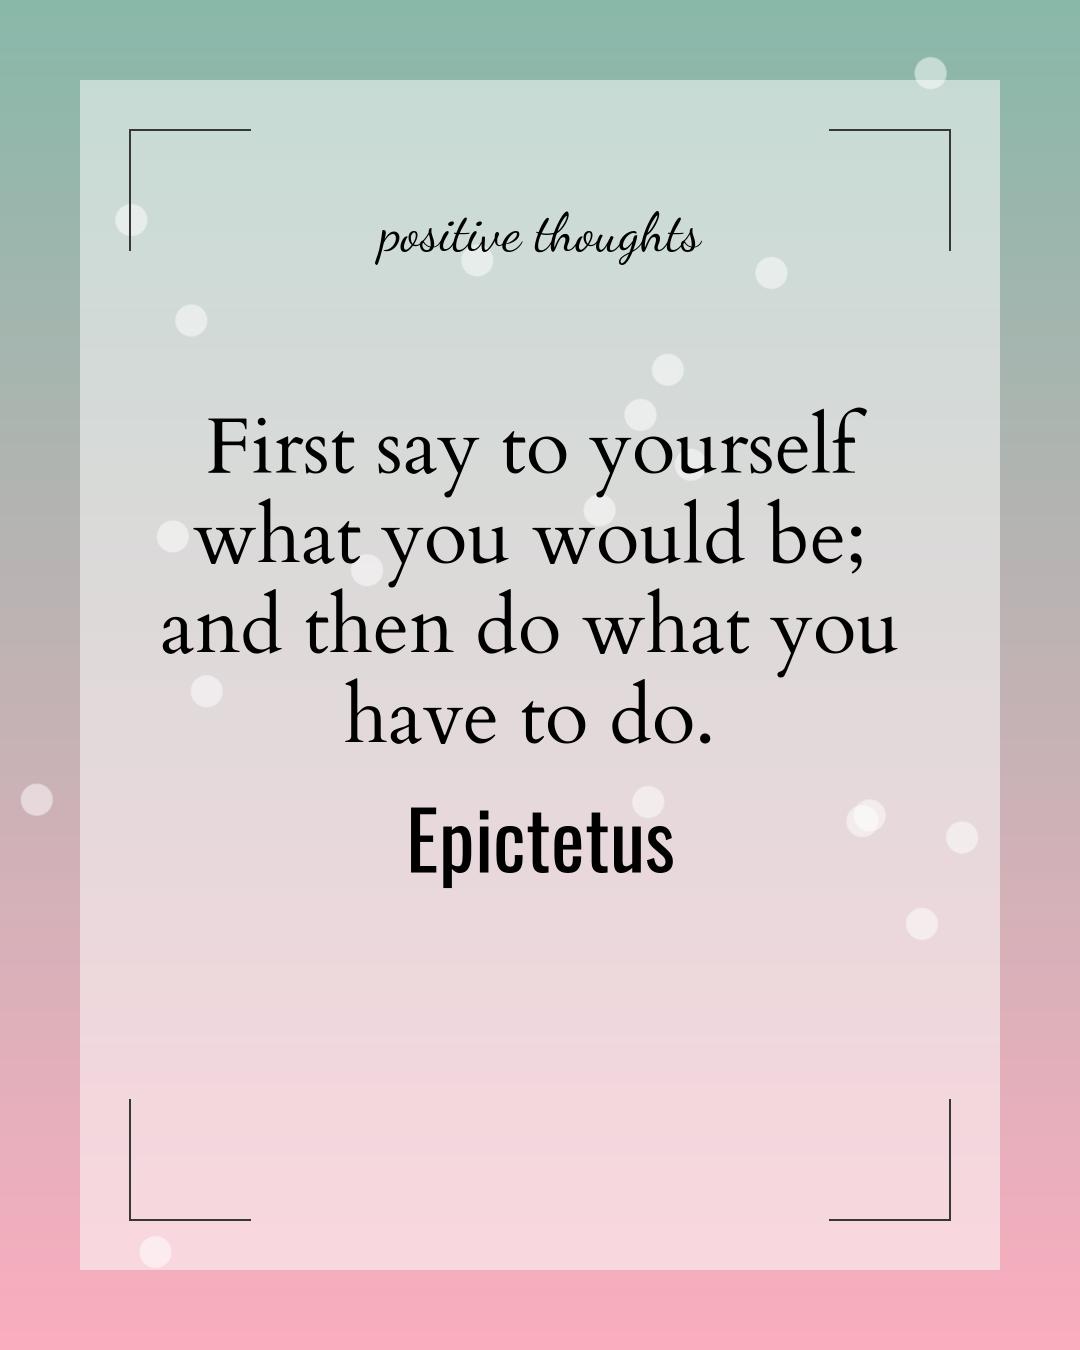 positive thoughts
First say to yourself
what you would be;
and then do what you
have to do.
Epictetus